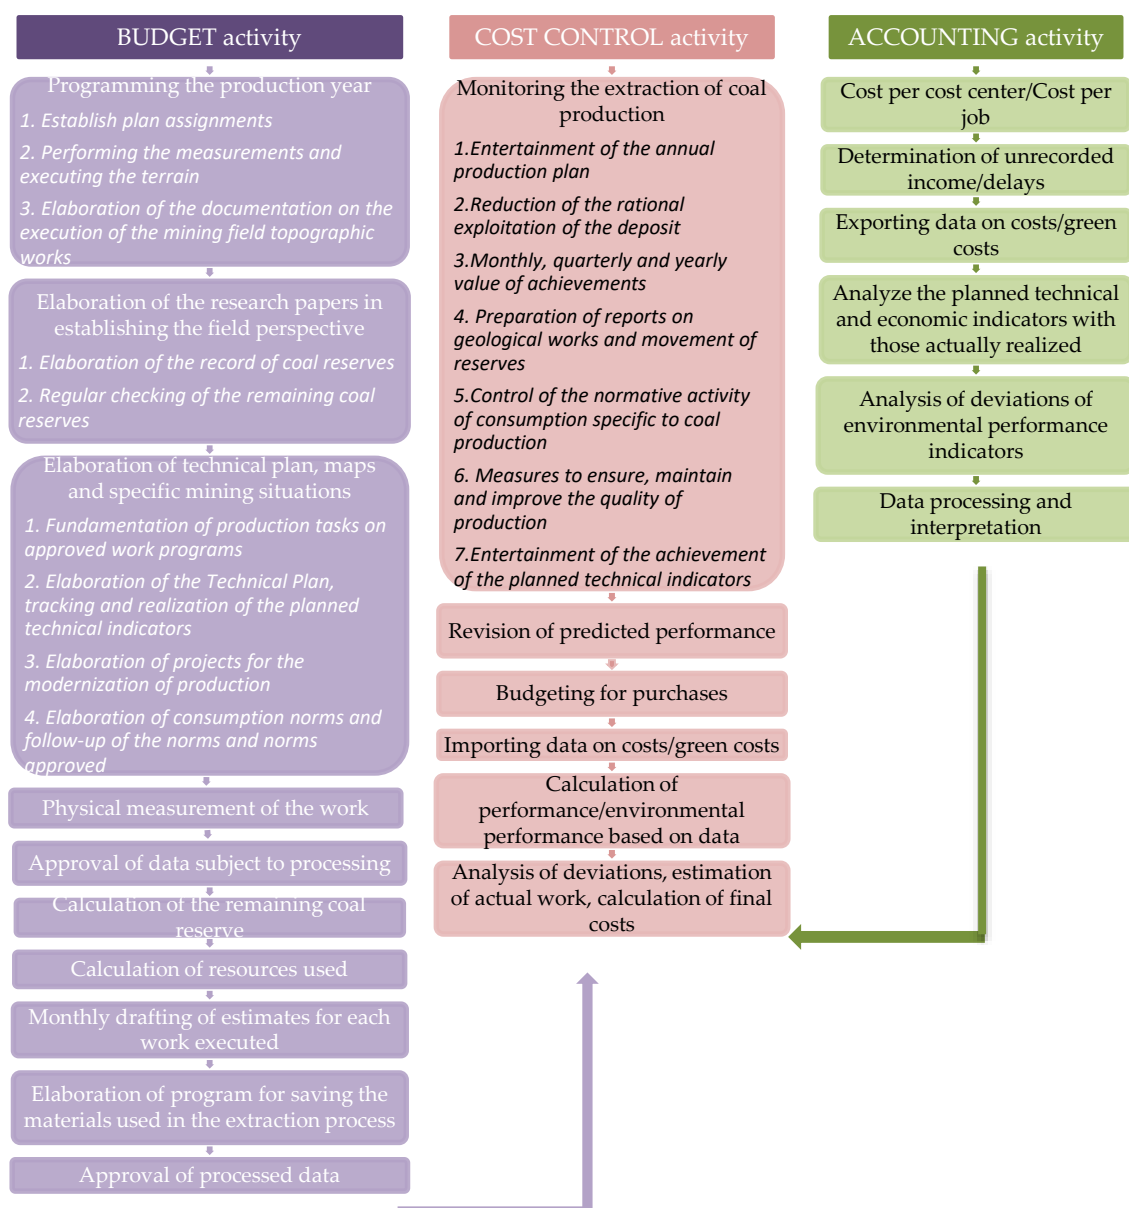 BUDGET activity
Programming the production year
1. Establish plan assignments
2. Performing the measurements and
executing the terrain
3. Elaboration of the documentation on the
execution of the mining field topographic
works
Elaboration of the research papers in
establishing the field perspective
1. Elaboration of the record of coal reserves
2. Regular checking of the remaining coal
reserves
Elaboration of technical plan, maps
and specific mining situations
1. Fundamentation of production tasks on
approved work programs
2. Elaboration of the Technical Plan,
tracking and realization of the planned
technical indicators
3. Elaboration of projects for the
modernization of production
4. Elaboration of consumption norms and
follow-up of the norms and norms
approved
Physical measurement of the work
Approval of data subject to processing
Calculation of the remaining coal
reserve
Calculation of resources used
Monthly drafting of estimates for each
work executed
Elaboration of program for saving the
materials used in the extraction process
Approval of processed data
COST CONTROL activity
Monitoring the extraction of coal
production
1.Entertainment of the annual
production plan
2.Reduction of the rational
exploitation of the deposit
3.Monthly, quarterly and yearly
value of achievements
4. Preparation of reports on
geological works and movement of
reserves
5.Control of the normative activity
of consumption specific to coal
production
6. Measures to ensure, maintain
and improve the quality of
production
7.Entertainment of the achievement
of the planned technical indicators
Revision of predicted performance
Budgeting for purchases
Importing data on costs/green costs
Calculation of
performance/environmental
performance based on data
Analysis of deviations, estimation
of actual work, calculation of final
costs
ACCOUNTING activity
Cost per cost center/Cost per
job
Determination of unrecorded
income/delays
Exporting data on costs/green
costs
Analyze the planned technical
and economic indicators with
those actually realized
Analysis of deviations of
environmental performance
indicators
Data processing and
interpretation